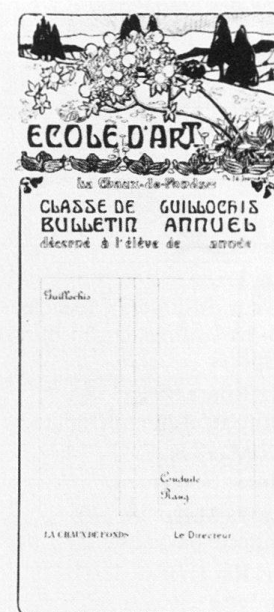 ECOLE D'ART
La Chaux-de-Fonds
CLASSE DE GUILLOCHIS
BULLETIN ANNUEL
décerné à l'élève de année
Guillochis
Conduite
Rang
LA CHAUX DE FONDS Le Directeur